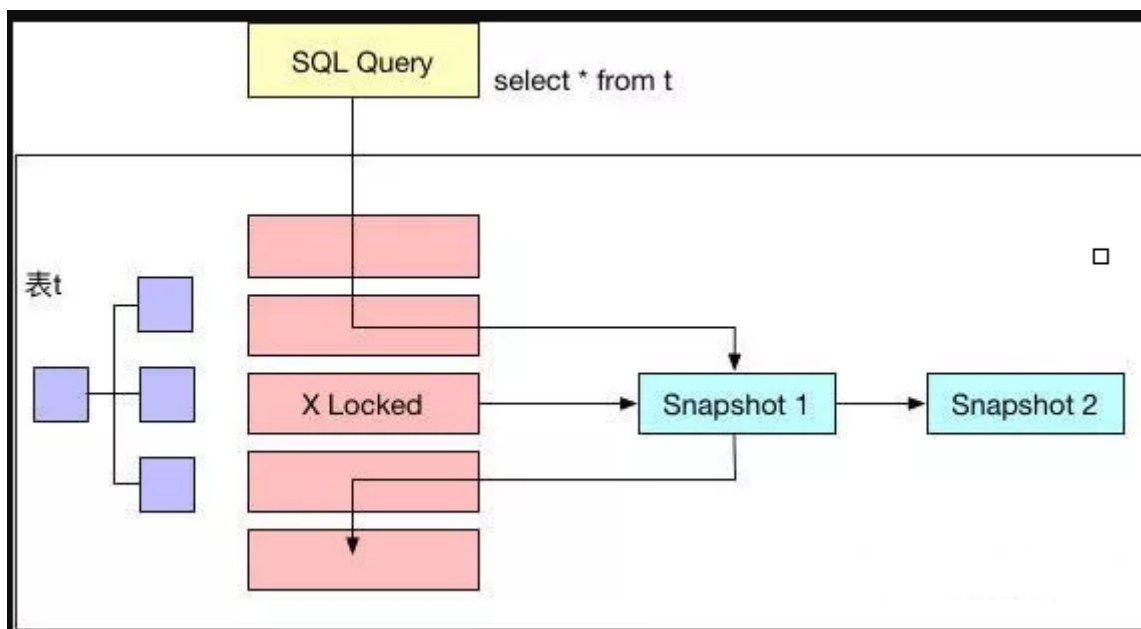 SQL Query
select * from t
表t
X Locked
Snapshot 1
Snapshot 2